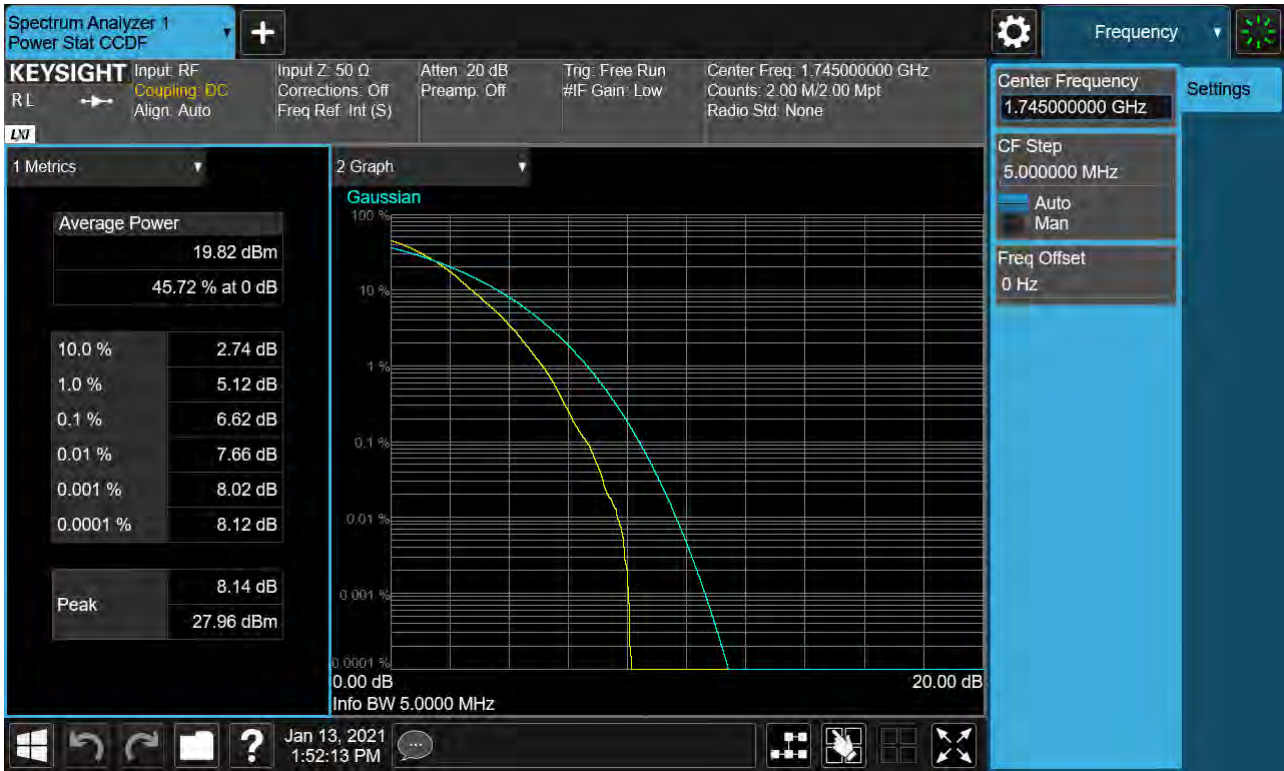 Spectrum Analyzer 1
Power Stat CCDF
+
Frequency
KEYSIGHT
R L
LXI
Input: RF
Coupling: DC
Align: Auto
Input Z: 50 Ω
Corrections: Off
Freq Ref: Int (S)
Atten: 20 dB
Preamp: Off
Trig: Free Run
#IF Gain: Low
Center Freq: 1.745000000 GHz
Counts: 2.00 M/2.00 Mpt
Radio Std: None
Center Frequency
1.745000000 GHz
Settings
CF Step
5.000000 MHz
Auto
Man
Freq Offset
0 Hz
1 Metrics
Average Power
19.82 dBm
45.72 % at 0 dB
10.0 % 2.74 dB
1.0 % 5.12 dB
0.1 % 6.62 dB
0.01 % 7.66 dB
0.001 % 8.02 dB
0.0001 % 8.12 dB
Peak
8.14 dB
27.96 dBm
2 Graph
Gaussian
100 %
10 %
1 %
0.1 %
0.01 %
0.001 %
0.0001 %
0.00 dB 20.00 dB
Info BW 5.0000 MHz
?
Jan 13, 2021
1:52:13 PM